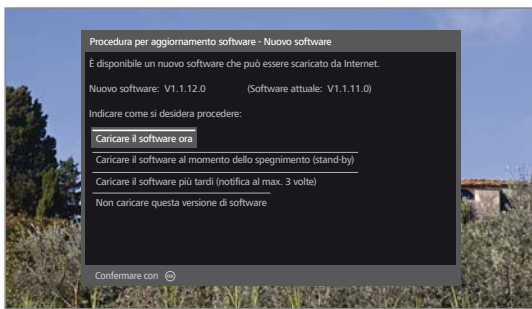 Procedura per aggiornamento software - Nuovo software
È disponibile un nuovo software che può essere scaricato da Internet.
Nuovo software: V1.1.12.0 (Software attuale: V1.1.11.0)
Indicare come si desidera procedere:
Caricare il software ora
Caricare il software al momento dello spegnimento (stand-by)
Caricare il software più tardi (notifica al max. 3 volte)
Non caricare questa versione di software
Confermare con OK